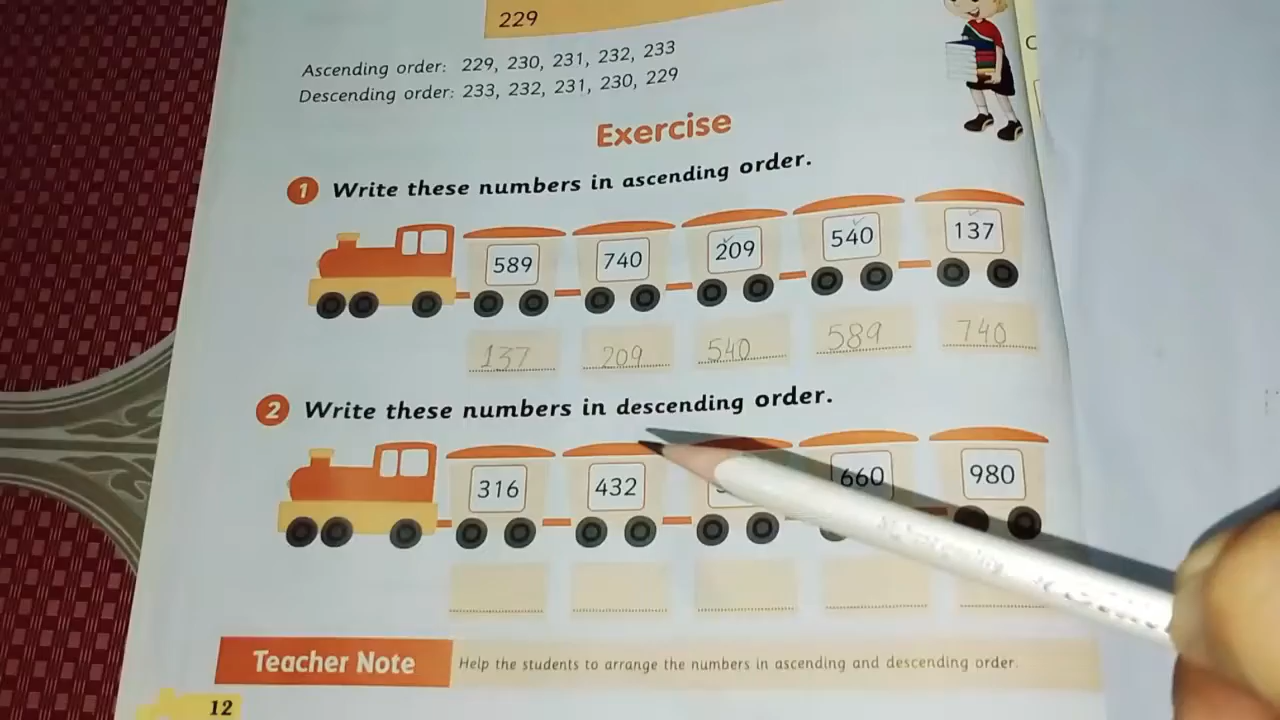 229
Ascending order: 229, 230, 231, 232, 233
Descending order: 233, 232, 231, 230, 229
Exercise
1 Write these numbers in ascending order.
589 740 209 540 137
137 209 540 589 740
2 Write these numbers in descending order.
316 432 660 980
Teacher Note Help the students to arrange the numbers in ascending and descending order.
12